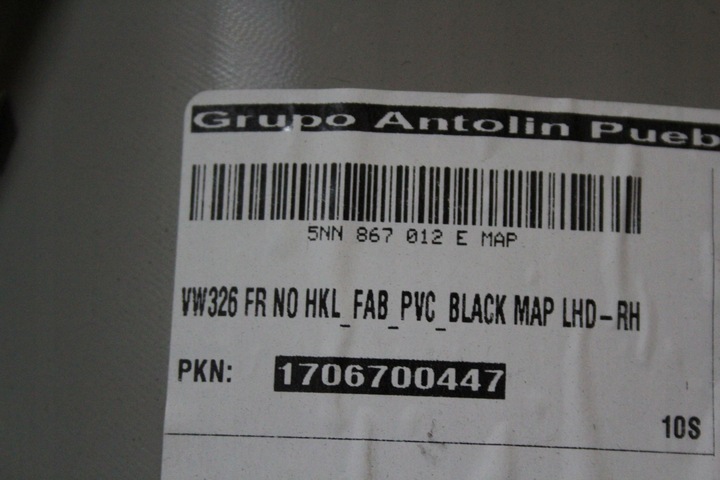 Grupo Antolin Pueb
5NN 867 012 E MAP
VW326 FR NO HKL_FAB_PVC_BLACK MAP LHD-RH
PKN: 1706700447
10S